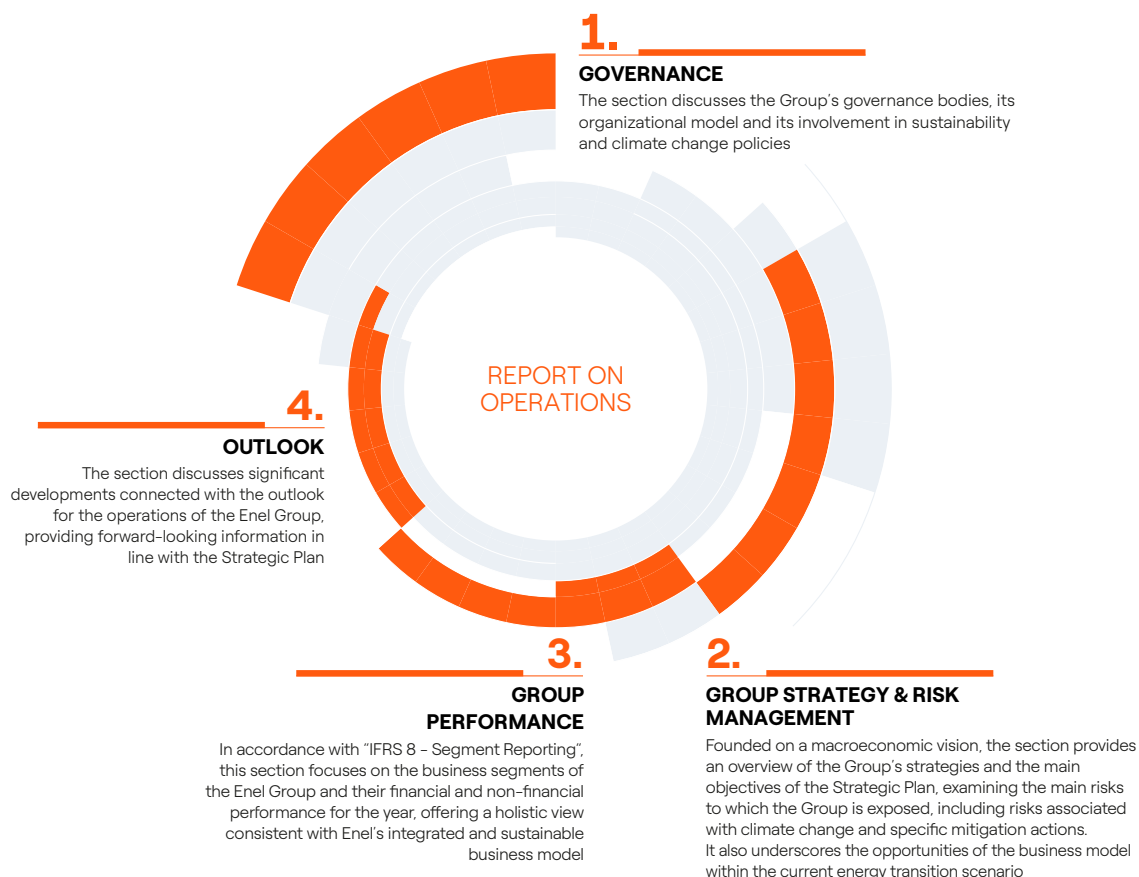 1.
GOVERNANCE
The section discusses the Group's governance bodies, its
organizational model and its involvement in sustainability
and climate change policies
REPORT ON
OPERATIONS
4.
OUTLOOK
The section discusses significant
developments connected with the outlook
for the operations of the Enel Group,
providing forward-looking information in
line with the Strategic Plan
3.
GROUP
PERFORMANCE
In accordance with “IFRS 8 - Segment Reporting”,
this section focuses on the business segments of
the Enel Group and their financial and non-financial
performance for the year, offering a holistic view
consistent with Enel's integrated and sustainable
business model
2.
GROUP STRATEGY & RISK
MANAGEMENT
Founded on a macroeconomic vision, the section provides
an overview of the Group's strategies and the main
objectives of the Strategic Plan, examining the main risks
to which the Group is exposed, including risks associated
with climate change and specific mitigation actions.
It also underscores the opportunities of the business model
within the current energy transition scenario